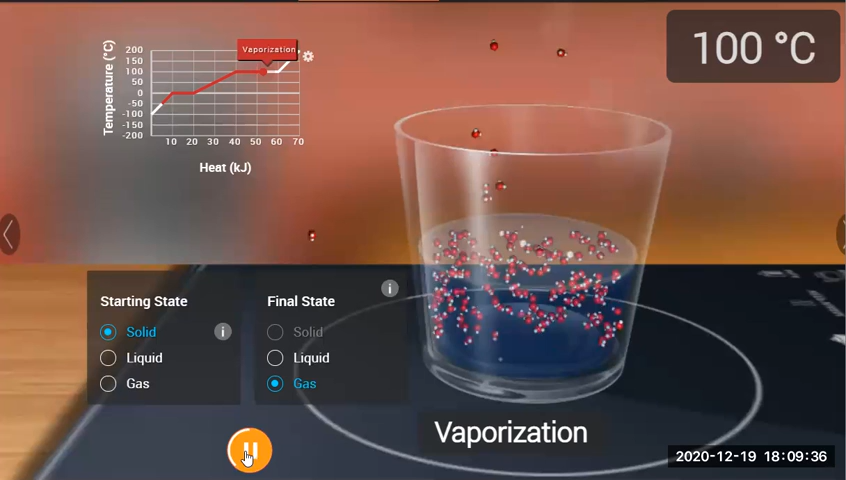 100 °C
Temperature (°C)
Vaporization
200
150
100
50
0
-50
-100
-150
-200
10 20 30 40 50 60 70
Heat (kJ)
Starting State
Solid
Liquid
Gas
Final State
Solid
Liquid
Gas
Vaporization
2020-12-19 18:09:36